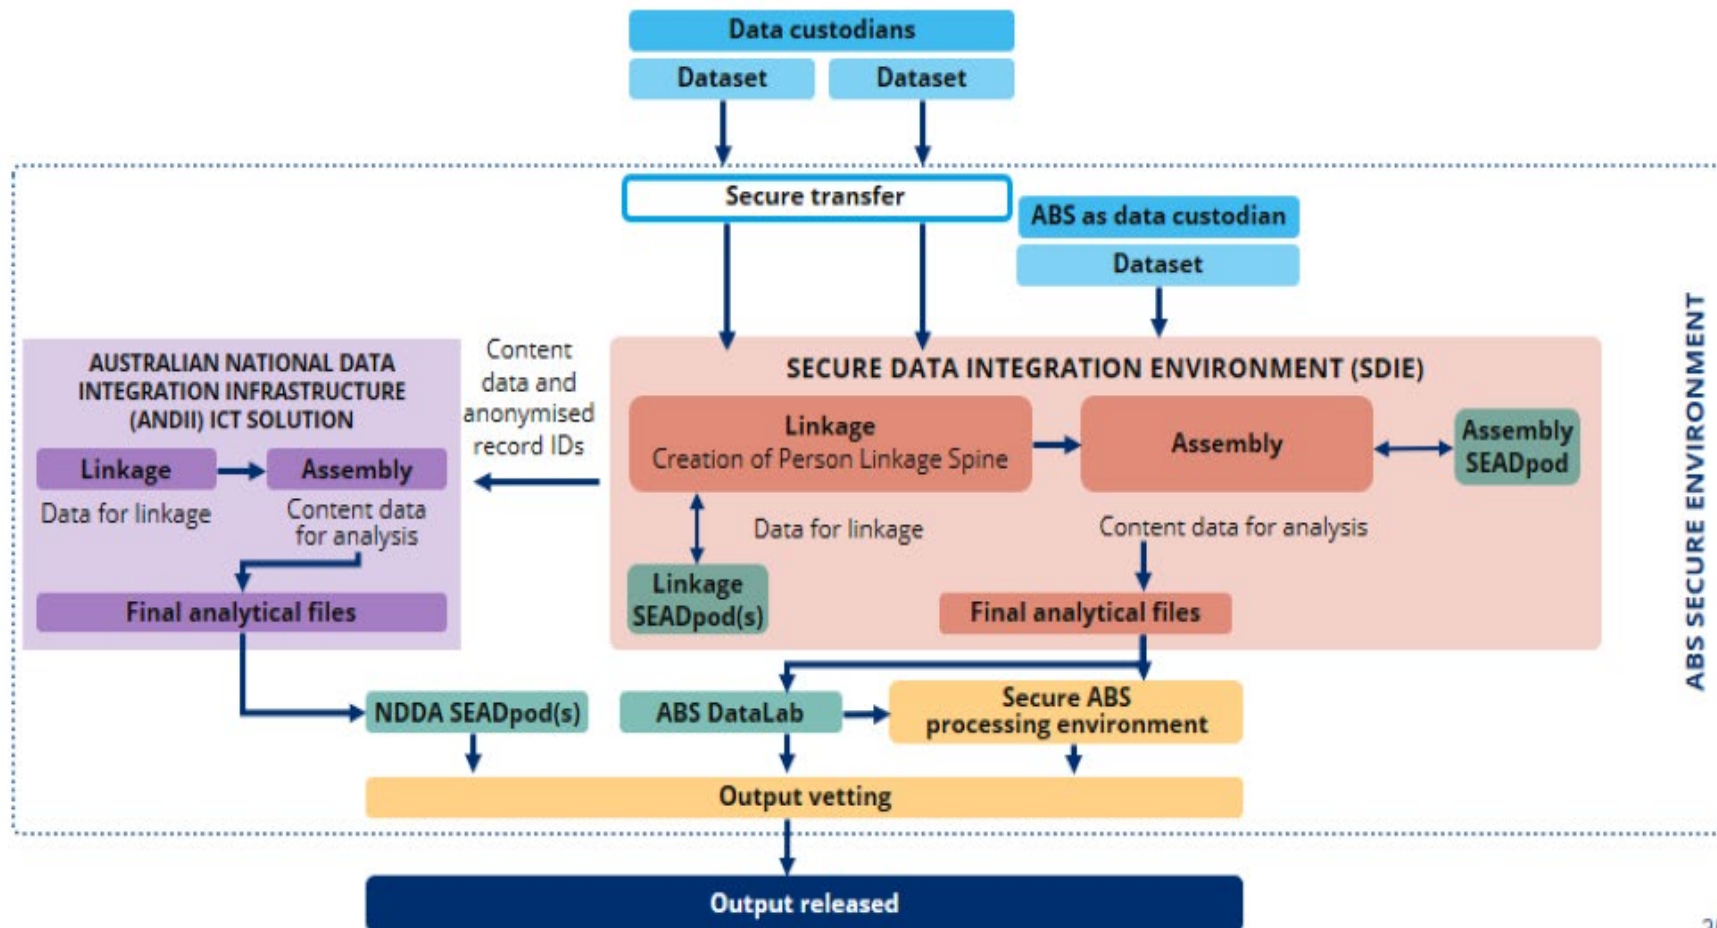 Data custodians
Dataset
Dataset
Secure transfer
ABS as data custodian
Dataset
AUSTRALIAN NATIONAL DATA
INTEGRATION INFRASTRUCTURE
(ANDII) ICT SOLUTION
Linkage
Assembly
Data for linkage
Content data
for analysis
Final analytical files
Content
data and
anonymised
record IDs
SECURE DATA INTEGRATION ENVIRONMENT (SDIE)
Linkage
Creation of Person Linkage Spine
Assembly
Assembly
SEADpod
Data for linkage
Content data for analysis
Linkage
SEADpod(s)
Final analytical files
ABS SECURE ENVIRONMENT
NDDA SEADpod(s)
ABS DataLab
Secure ABS
processing environment
Output vetting
Output released